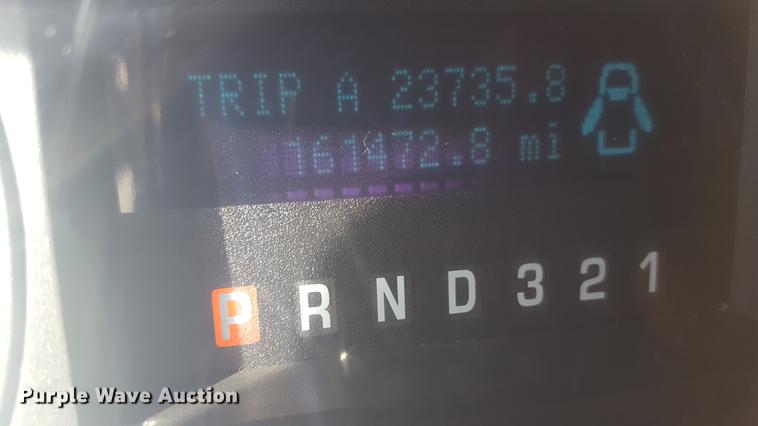 TRIP A 23735.8
161472.8 mi
P R N D 3 2 1
Purple Wave Auction